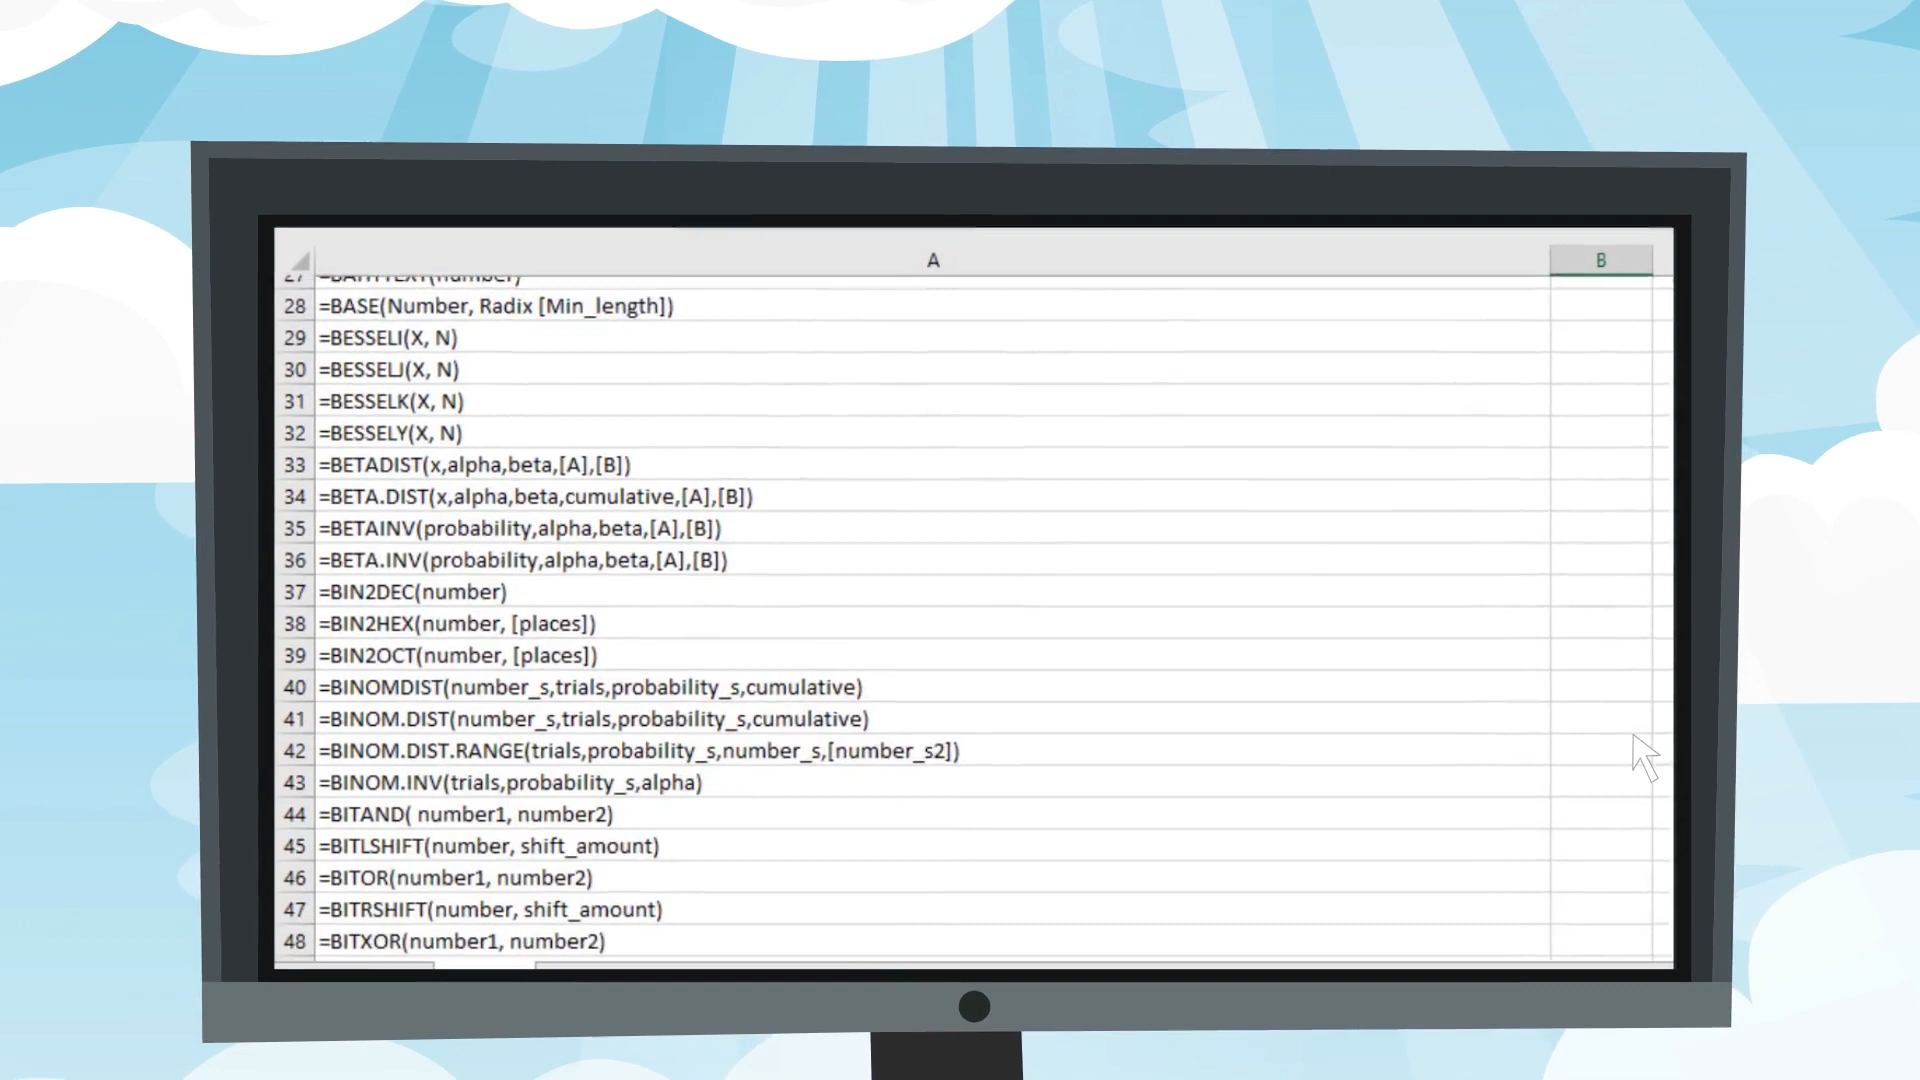 A B
28 =BASE(Number, Radix [Min_length])
29 =BESSELI(X, N)
30 =BESSELJ(X, N)
31 =BESSELK(X, N)
32 =BESSELY(X, N)
33 =BETADIST(x,alpha,beta,[A],[B])
34 =BETA.DIST(x,alpha,beta,cumulative,[A],[B])
35 =BETAINV(probability,alpha,beta,[A],[B])
36 =BETA.INV(probability,alpha,beta,[A],[B])
37 =BIN2DEC(number)
38 =BIN2HEX(number, [places])
39 =BIN2OCT(number, [places])
40 =BINOMDIST(number_s,trials,probability_s,cumulative)
41 =BINOM.DIST(number_s,trials,probability_s,cumulative)
42 =BINOM.DIST.RANGE(trials,probability_s,number_s,[number_s2])
43 =BINOM.INV(trials,probability_s,alpha)
44 =BITAND( number1, number2)
45 =BITLSHIFT(number, shift_amount)
46 =BITOR(number1, number2)
47 =BITRSHIFT(number, shift_amount)
48 =BITXOR(number1, number2)